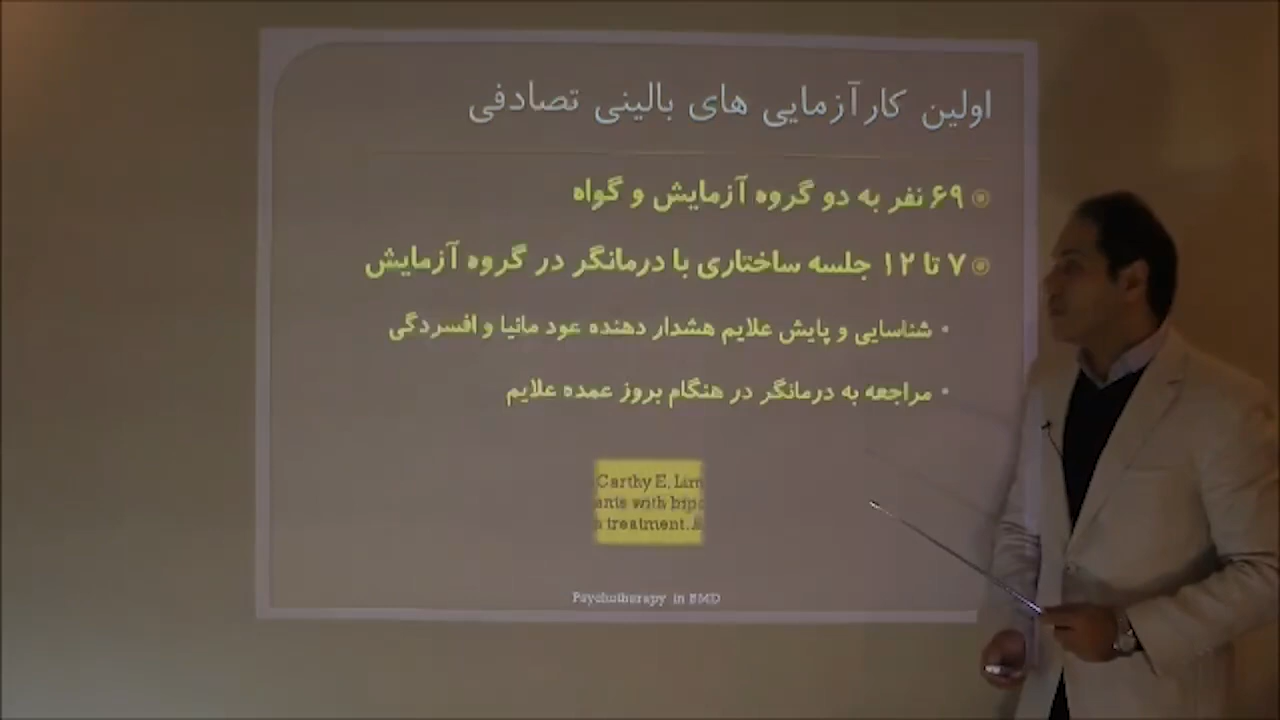 اولین کارآزمایی های بالینی تصادفی
۶۹ نفر به دو گروه آزمایش و گواه
۷ تا ۱۲ جلسه ساختاری با درمانگر در گروه آزمایش
شناسایی و پایش علایم هشدار دهنده عود مانیا و افسردگی
مراجعه به درمانگر در هنگام بروز عمده علایم
Carthy E, Lim
ants with bipo
treatment.
Psychotherapy in BMD